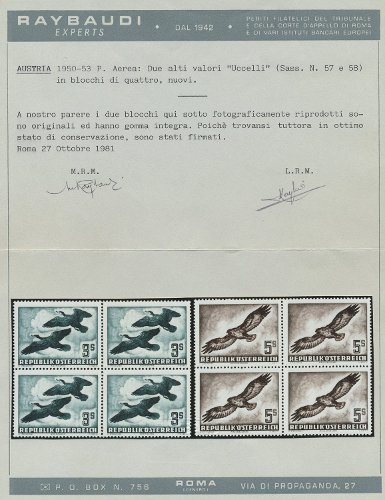 RAYBAUDI
EXPERTS
DAL 1942
PERITI FILATELICI DEL TRIBUNALE
E DELLA CORTE D'APPELLO DI ROMA
E DI VARI ISTITUTI BANCARI EUROPEI
AUSTRIA 1950-53 P. Aerea: Due alti valori "Uccelli" (Sass. N. 57 e 58)
in blocchi di quattro, nuovi.
A nostro parere i due blocchi qui sotto fotograficamente riprodotti so=
no originali ed hanno gomma integra. Poichè trovansi tuttora in ottimo
stato di conservazione, sono stati firmati.
Roma 27 Ottobre 1981
M.R.M. L.R.M.
3S 3S 5S 5S
REPUBLIK ÖSTERREICH REPUBLIK ÖSTERREICH REPUBLIK ÖSTERREICH REPUBLIK ÖSTERREICH
3S 3S 5S 5S
REPUBLIK ÖSTERREICH REPUBLIK ÖSTERREICH REPUBLIK ÖSTERREICH REPUBLIK ÖSTERREICH
P. O. BOX N. 756
ROMA
VIA DI PROPAGANDA, 27